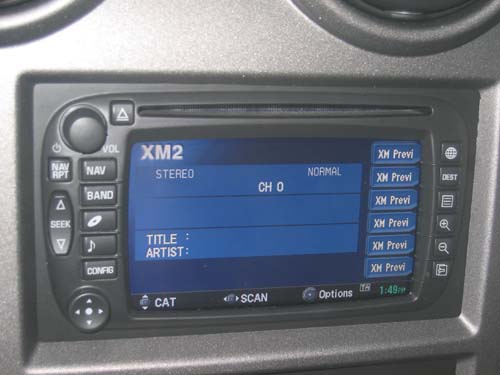 VOL
NAV
RPT
NAV
BAND
SEEK
CONFIG
DEST
XM2
STEREO
NORMAL
CH 0
TITLE :
ARTIST:
XM Previ
XM Previ
XM Previ
XM Previ
XM Previ
XM Previ
CAT
SCAN
Options
1:49PM